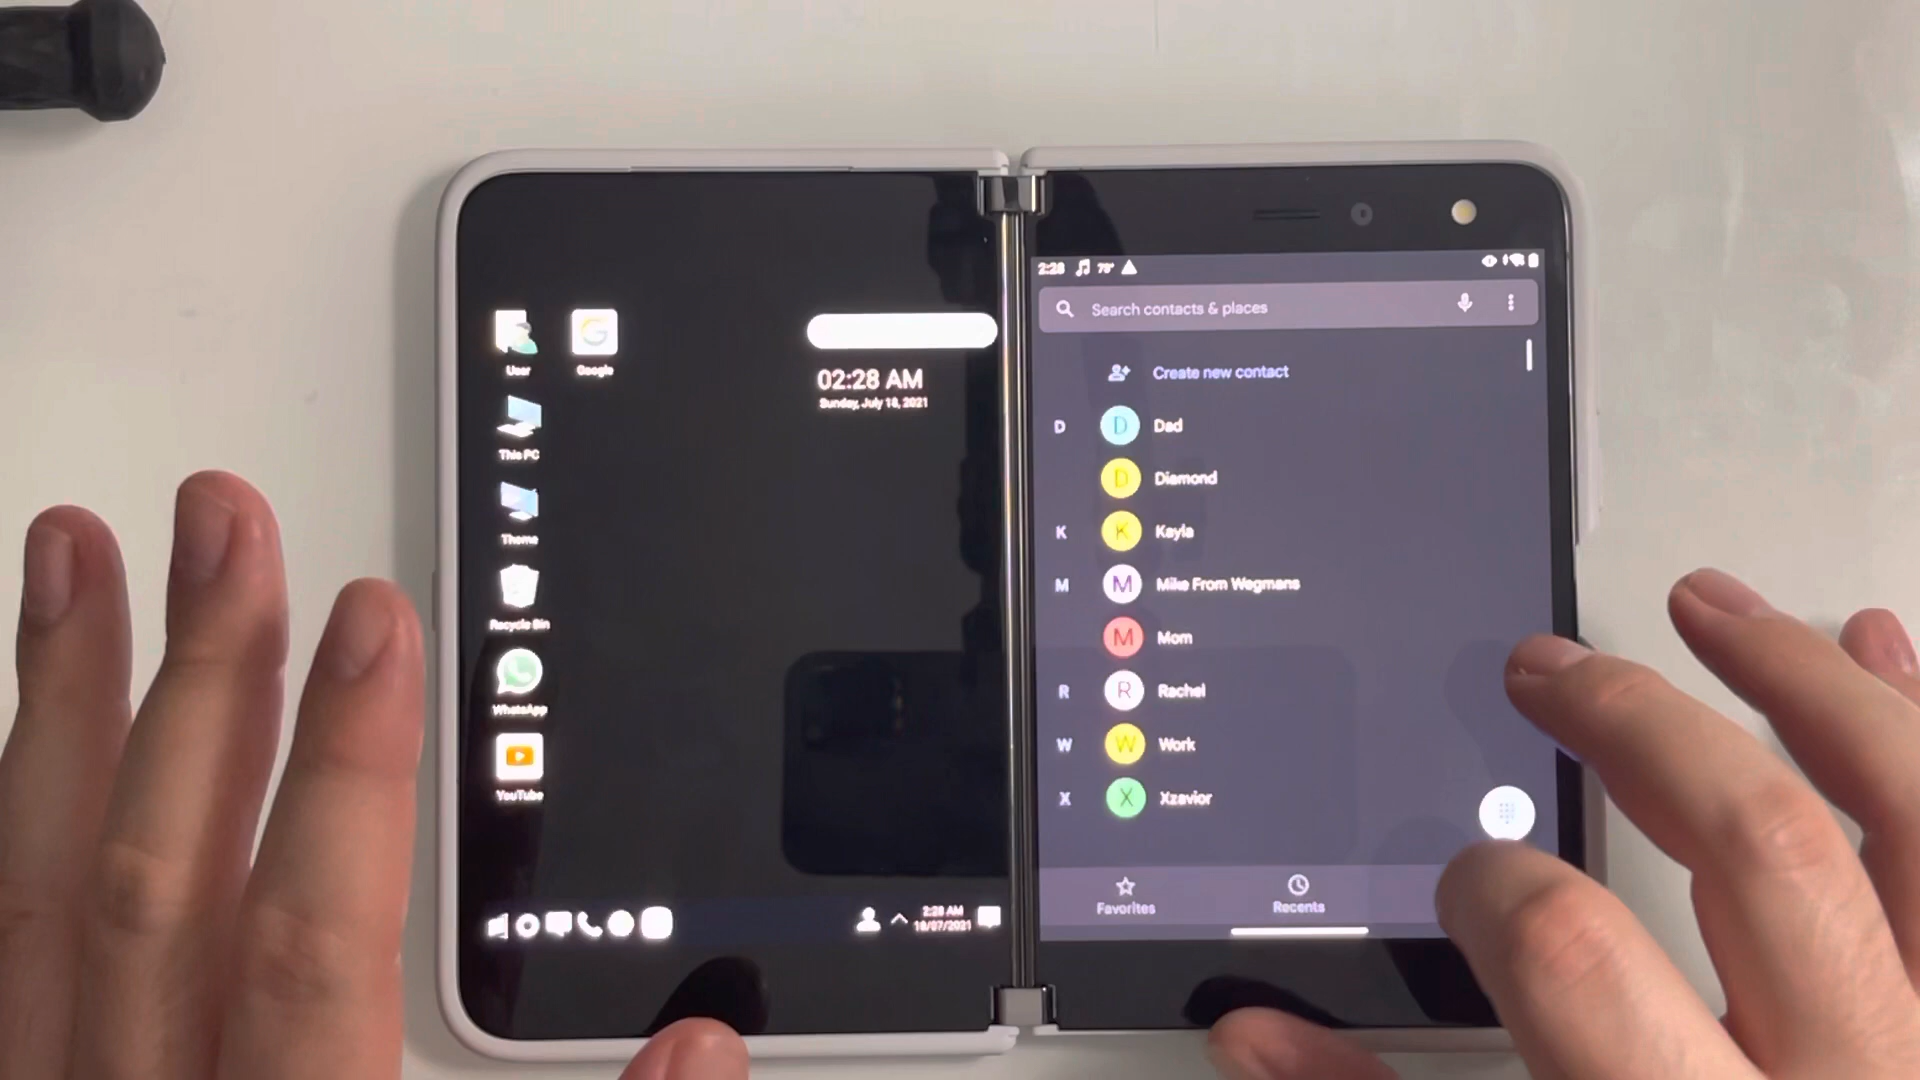 User
Google
This PC
Theme
Recycle Bin
WhatsApp
YouTube
02:28 AM
Sunday, July 18, 2021
2:28 AM
18/07/2021
2:28
73°
Search contacts & places
Create new contact
D
D
Dad
D
Diamond
K
K
Kayla
M
M
Mike From Wegmans
M
Mom
R
R
Rachel
W
W
Work
X
X
Xzavior
Favorites
Recents